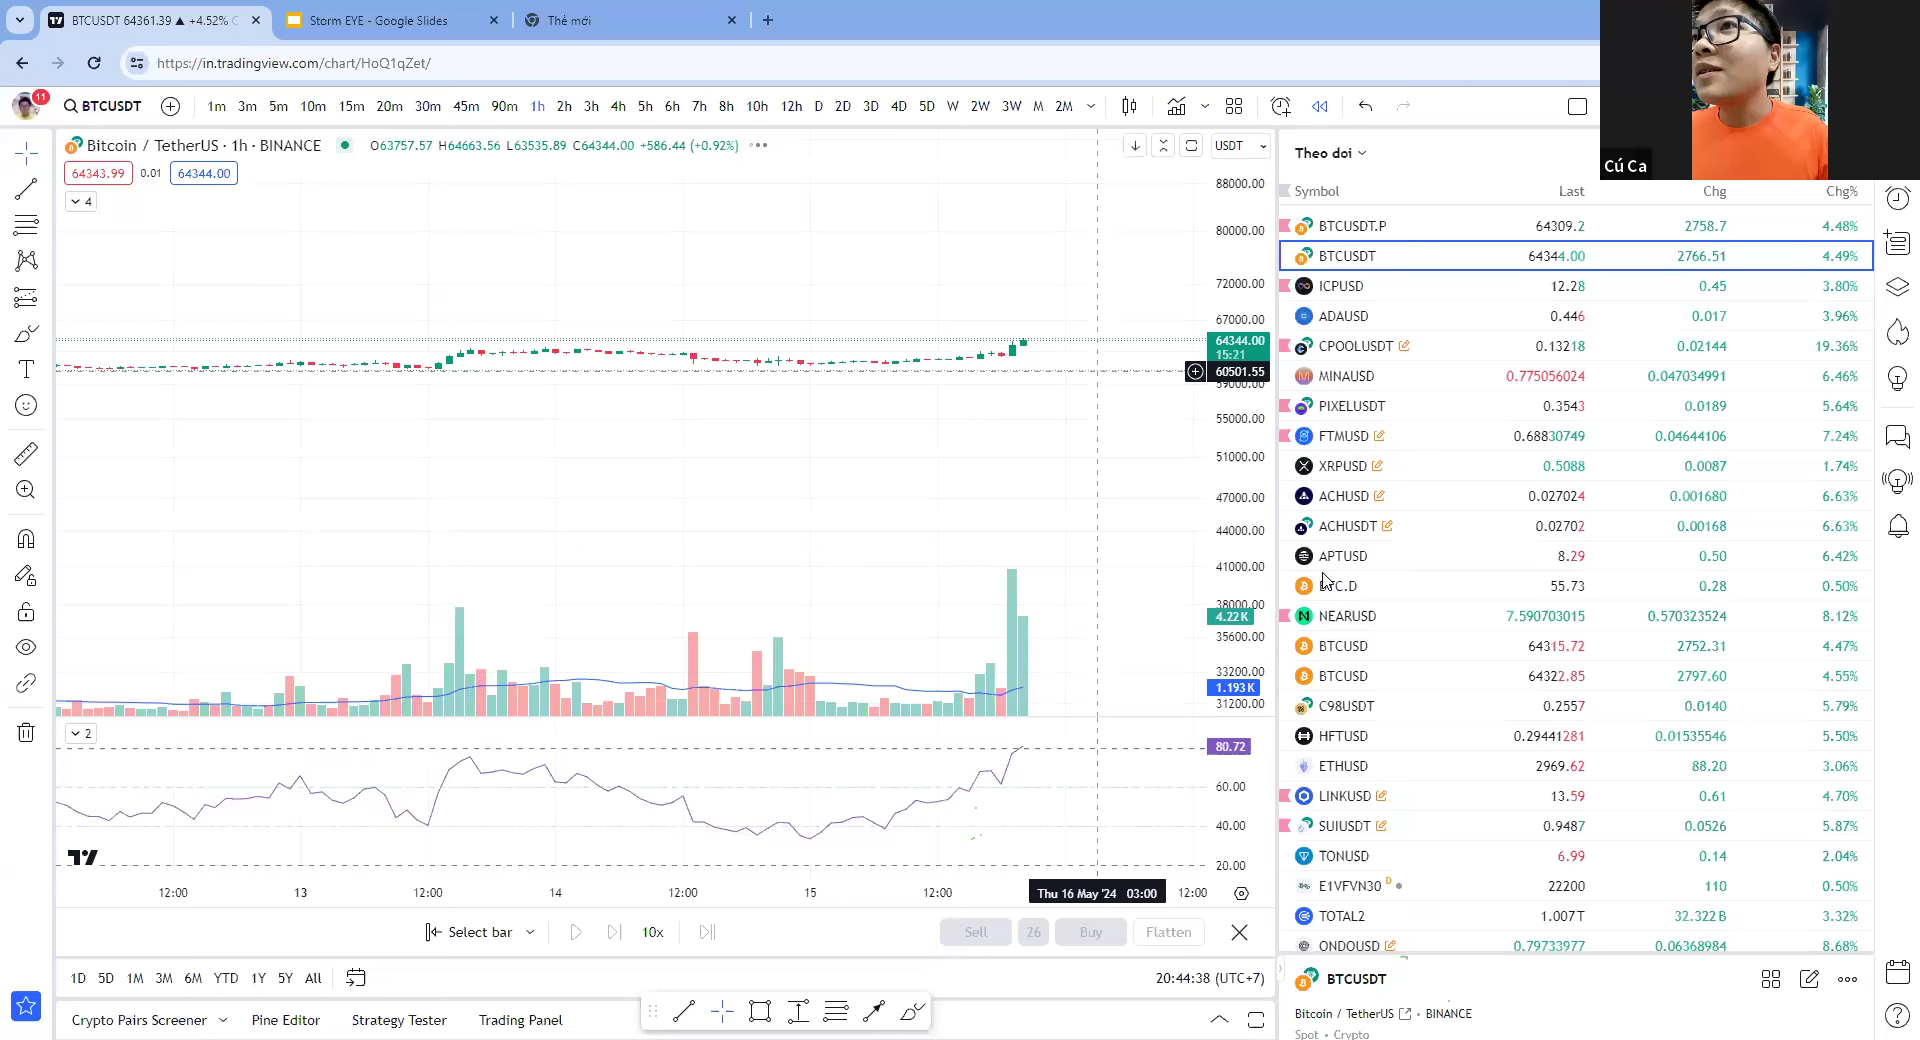 BTCUSDT 64361.39 ▲ +4.52%
Storm EYE - Google Slides
Thẻ mới
https://in.tradingview.com/chart/HoQ1qZet/
11
BTCUSDT
1m 3m 5m 10m 15m 20m 30m 45m 90m 1h 2h 3h 4h 5h 6h 7h 8h 10h 12h D 2D 3D 4D 5D W 2W 3W M 2M
Bitcoin / TetherUS · 1h · BINANCE
O63757.57 H64663.56 L63535.89 C64344.00 +586.44 (+0.92%)
USDT
64343.99 0.01 64344.00
4
88000.00
80000.00
72000.00
67000.00
64344.00
15:21
60501.55
59000.00
55000.00
51000.00
47000.00
44000.00
41000.00
38000.00
4.22K
35600.00
33200.00
1.193K
31200.00
2
80.72
60.00
40.00
20.00
12:00 13 12:00 14 12:00 15 12:00 Thu 16 May '24 03:00 12:00
Select bar 10x Sell 26 Buy Flatten
1D 5D 1M 3M 6M YTD 1Y 5Y All
20:44:38 (UTC+7)
Crypto Pairs Screener Pine Editor Strategy Tester Trading Panel
Cú Ca
Theo doi
Symbol Last Chg Chg%
BTCUSDT.P 64309.2 2758.7 4.48%
BTCUSDT 64344.00 2766.51 4.49%
ICPUSD 12.28 0.45 3.80%
ADAUSD 0.446 0.017 3.96%
CPOOLUSDT 0.13218 0.02144 19.36%
MINAUSD 0.775056024 0.047034991 6.46%
PIXELUSDT 0.3543 0.0189 5.64%
FTMUSD 0.68830749 0.04644106 7.24%
XRPUSD 0.5088 0.0087 1.74%
ACHUSD 0.027024 0.001680 6.63%
ACHUSDT 0.02702 0.00168 6.63%
APTUSD 8.29 0.50 6.42%
BTC.D 55.73 0.28 0.50%
NEARUSD 7.590703015 0.570323524 8.12%
BTCUSD 64315.72 2752.31 4.47%
BTCUSD 64322.85 2797.60 4.55%
C98USDT 0.2557 0.0140 5.79%
HFTUSD 0.29441281 0.01535546 5.50%
ETHUSD 2969.62 88.20 3.06%
LINKUSD 13.59 0.61 4.70%
SUIUSDT 0.9487 0.0526 5.87%
TONUSD 6.99 0.14 2.04%
E1VFVN30 D 22200 110 0.50%
TOTAL2 1.007T 32.322B 3.32%
ONDOUSD 0.79733977 0.06368984 8.68%
BTCUSDT
Bitcoin / TetherUS • BINANCE
Spot • Crypto